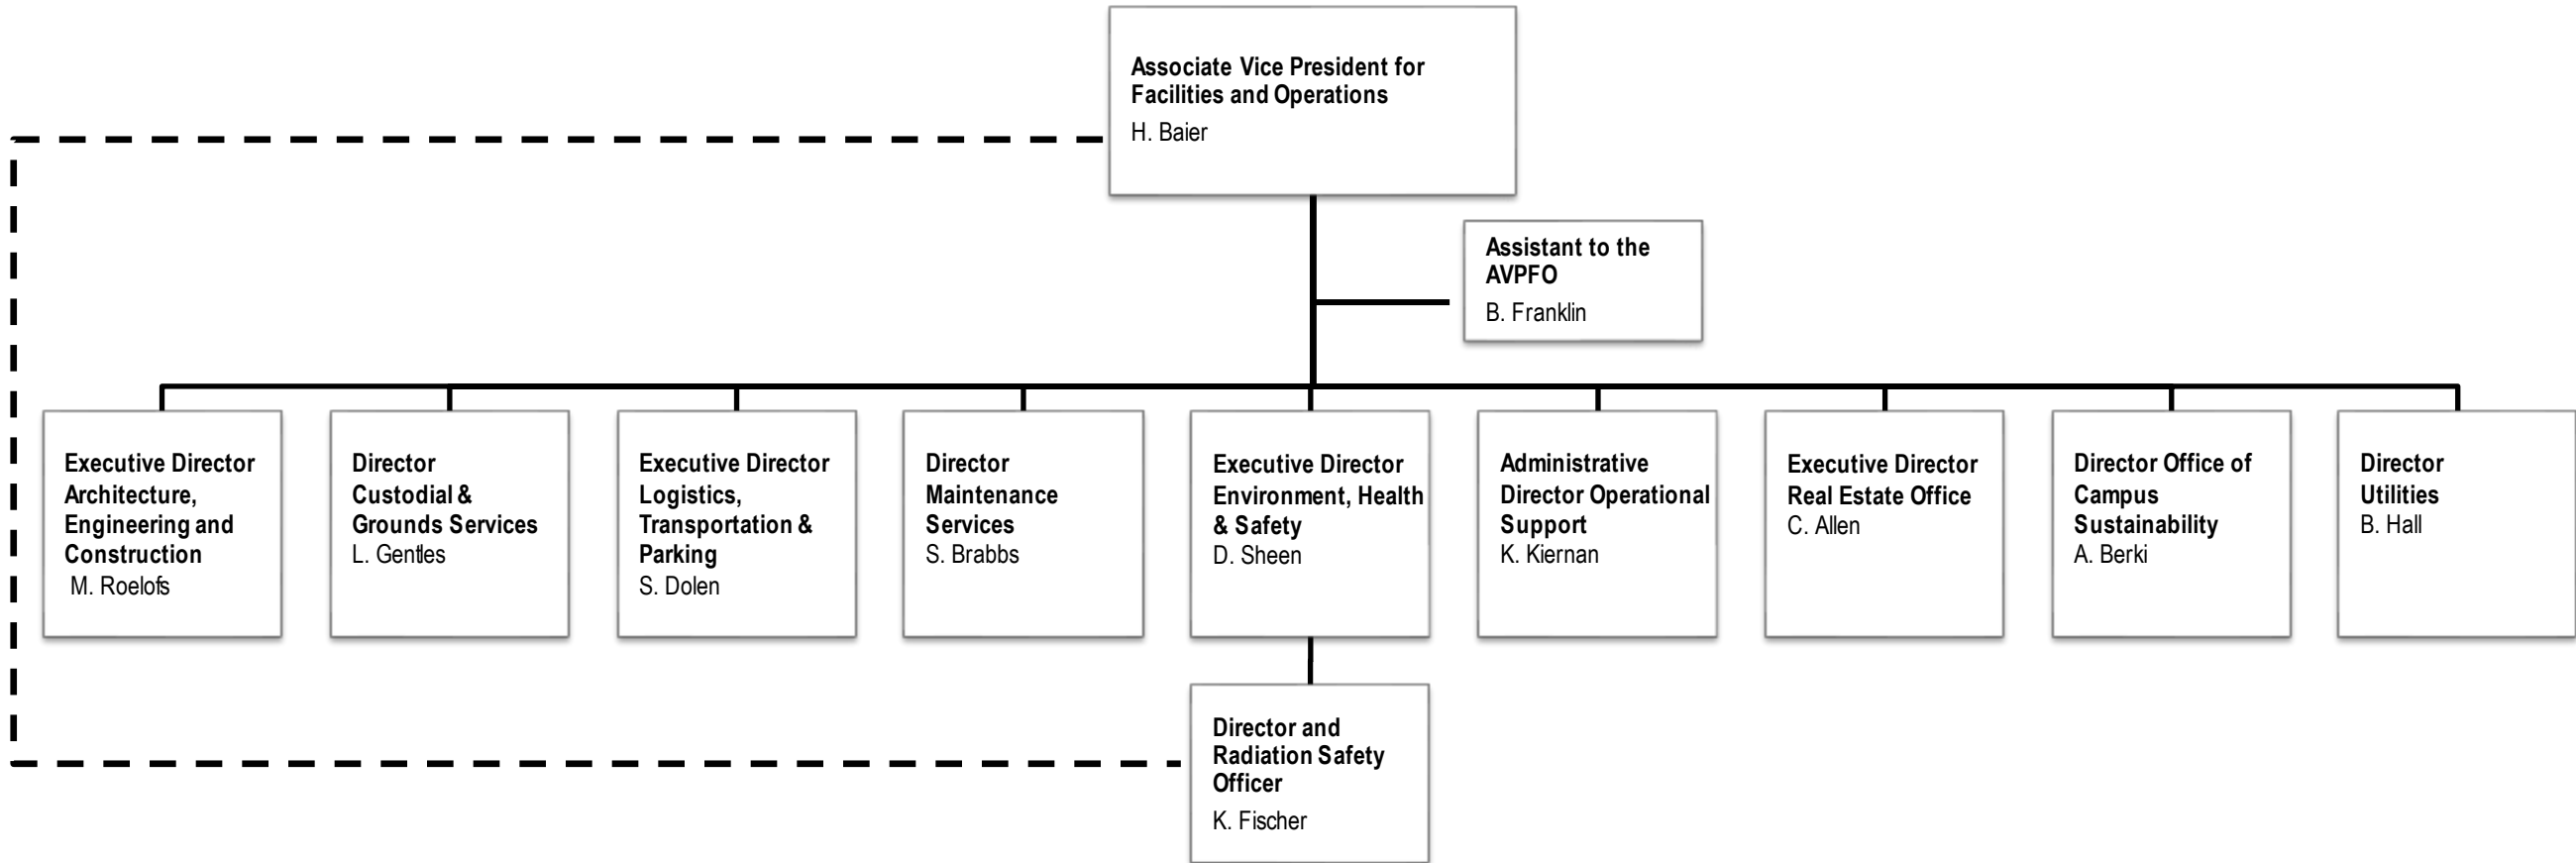 Associate Vice President for
Facilities and Operations
H. Baier
Assistant to the
AVPFO
B. Franklin
Executive Director
Architecture,
Engineering and
Construction
M. Roelofs
Director
Custodial &
Grounds Services
L. Gentles
Executive Director
Logistics,
Transportation &
Parking
S. Dolen
Director
Maintenance
Services
S. Brabbs
Executive Director
Environment, Health
& Safety
D. Sheen
Administrative
Director Operational
Support
K. Kiernan
Executive Director
Real Estate Office
C. Allen
Director Office of
Campus
Sustainability
A. Berki
Director
Utilities
B. Hall
Director and
Radiation Safety
Officer
K. Fischer